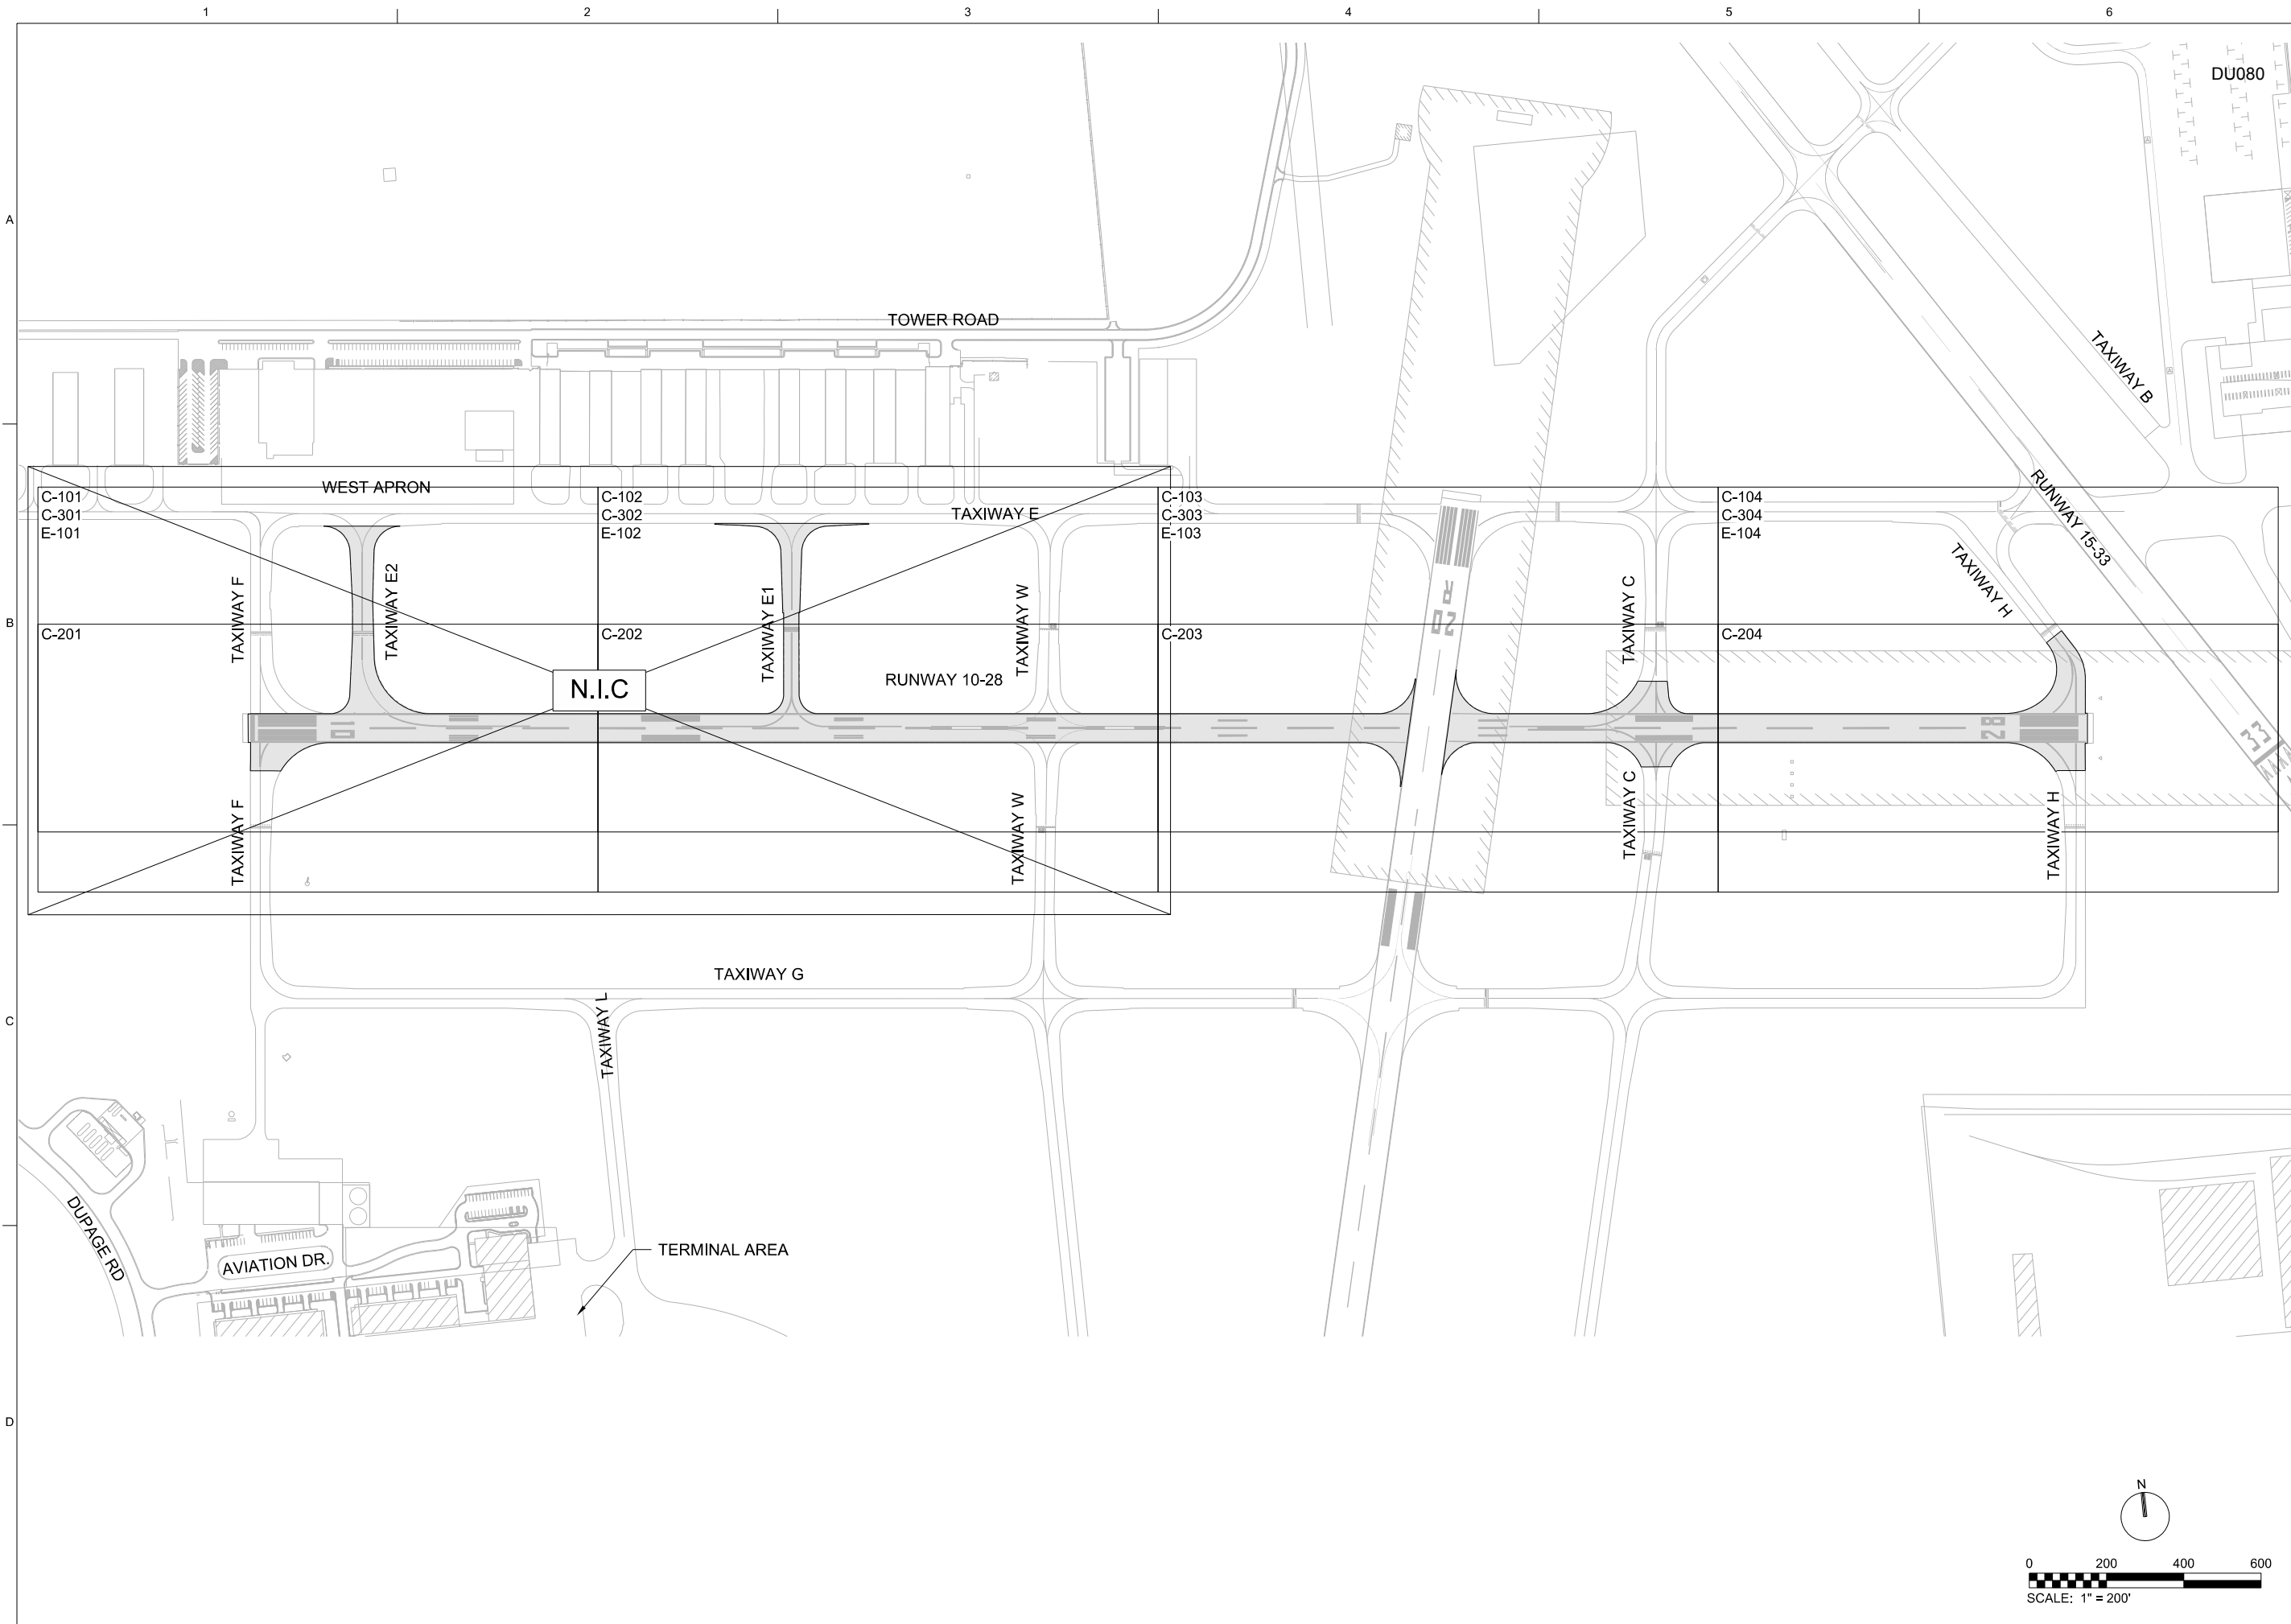 1 2 3 4 5 6
DU080
A
TOWER ROAD
TAXIWAY B
WEST APRON
C-101
C-301
E-101
C-102
C-302
E-102
C-103
C-303
E-103
C-104
C-304
E-104
TAXIWAY E
RUNWAY 15-33
TAXIWAY F
TAXIWAY E2
TAXIWAY E1
TAXIWAY W
TAXIWAY C
TAXIWAY H
B
20
R
C-201
C-202
C-203
C-204
N.I.C
RUNWAY 10-28
10
28
33
TAXIWAY F
TAXIWAY W
TAXIWAY C
TAXIWAY H
TAXIWAY G
C
TAXIWAY L
DUPAGE RD
AVIATION DR.
TERMINAL AREA
D
N
0 200 400 600
SCALE: 1" = 200'